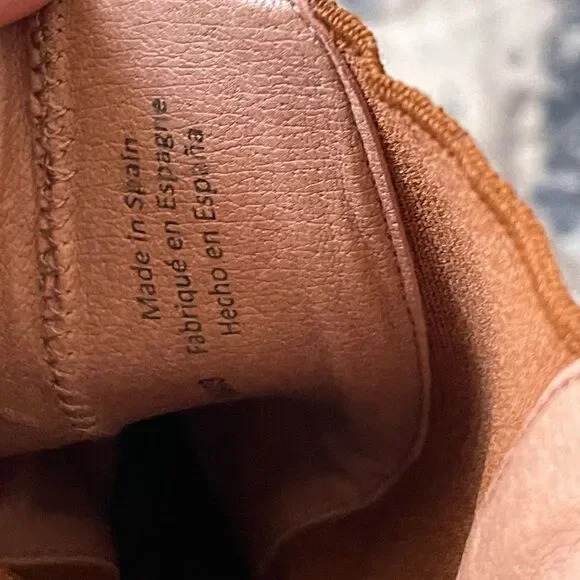 Made in Spain
Fabriqué en Espagne
Hecho en España